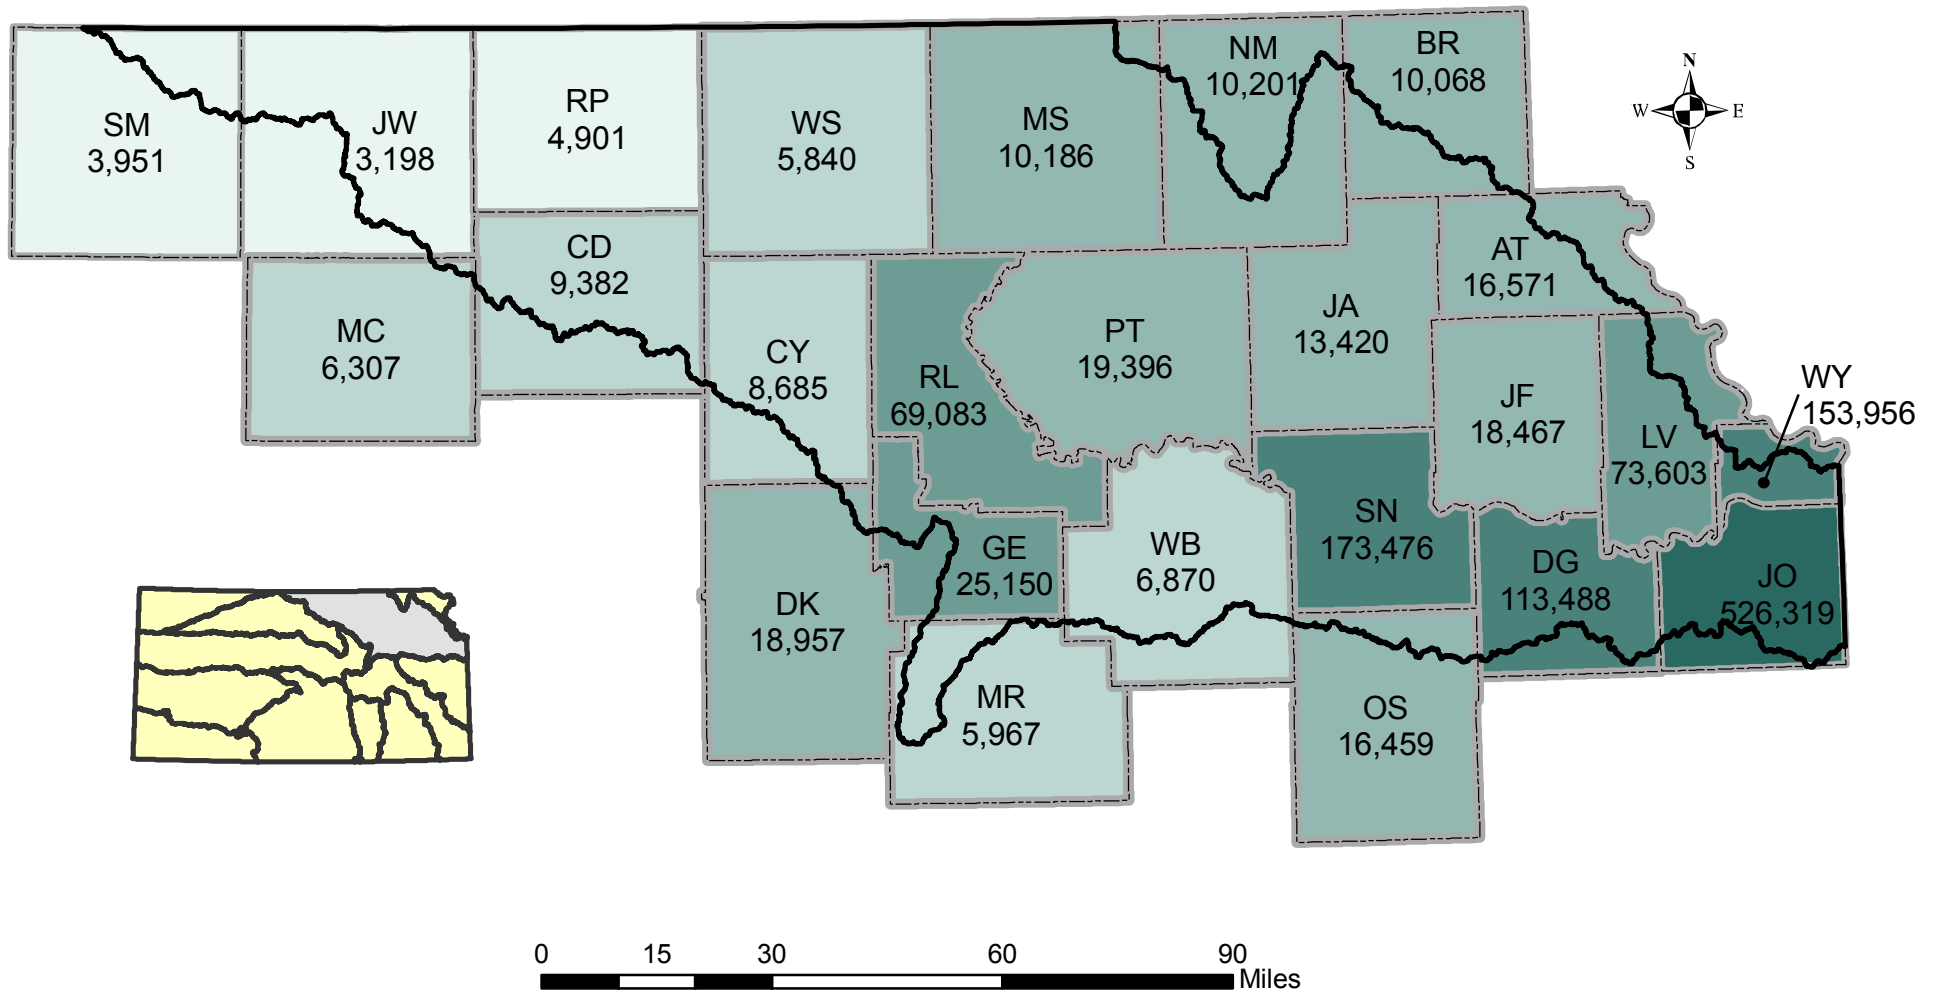 SM
3,951
JW
3,198
RP
4,901
WS
5,840
MS
10,186
NM
10,201
BR
10,068
N
W
E
S
MC
6,307
CD
9,382
CY
8,685
RL
69,083
PT
19,396
JA
13,420
AT
16,571
JF
18,467
LV
73,603
WY
153,956
DK
18,957
GE
25,150
WB
6,870
SN
173,476
DG
113,488
JO
526,319
MR
5,967
OS
16,459
0 15 30 60 90
Miles